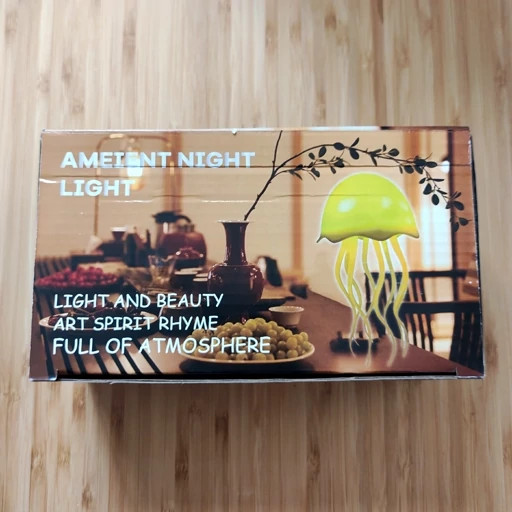 AMEIENT NIGHT
LIGHT
LIGHT AND BEAUTY
ART SPIRIT RHYME
FULL OF ATMOSPHERE